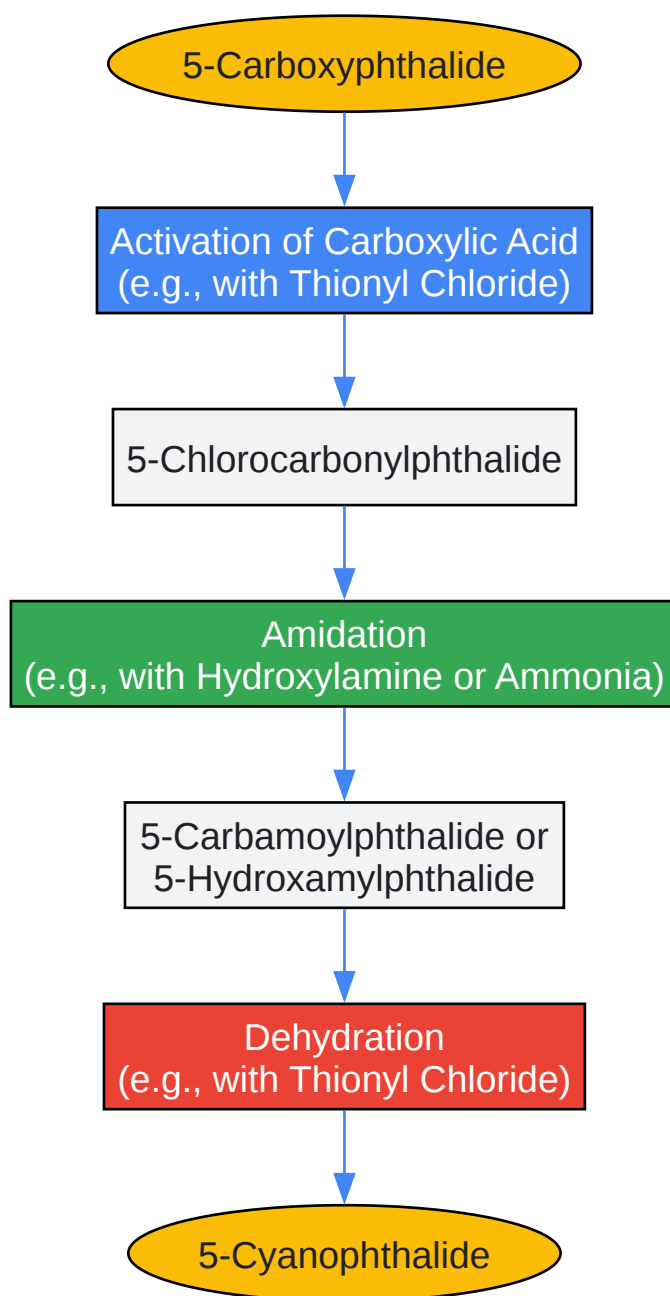 5-Carboxyphthalide
Activation of Carboxylic Acid
(e.g., with Thionyl Chloride)
5-Chlorocarbonylphthalide
Amidation
(e.g., with Hydroxylamine or Ammonia)
5-Carbamoylphthalide or
5-Hydroxamylphthalide
Dehydration
(e.g., with Thionyl Chloride)
5-Cyanophthalide